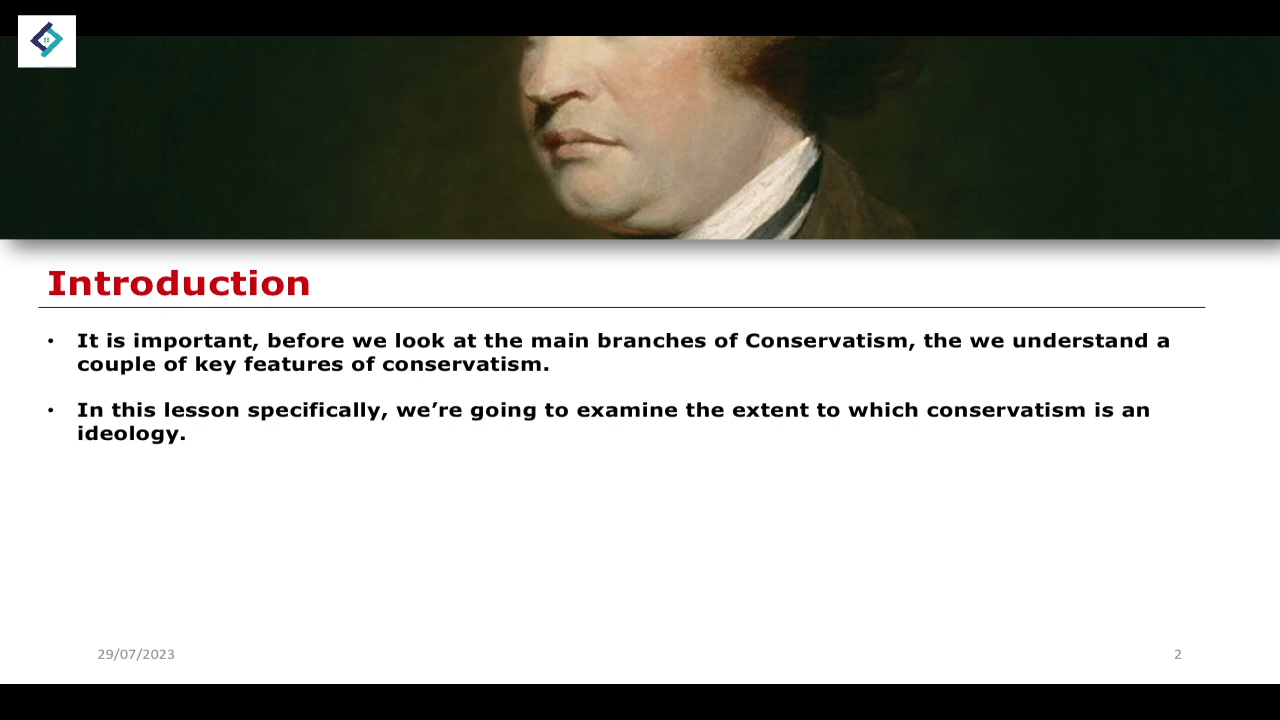 Introduction
• It is important, before we look at the main branches of Conservatism, the we understand a
couple of key features of conservatism.
• In this lesson specifically, we’re going to examine the extent to which conservatism is an
ideology.
29/07/2023
2